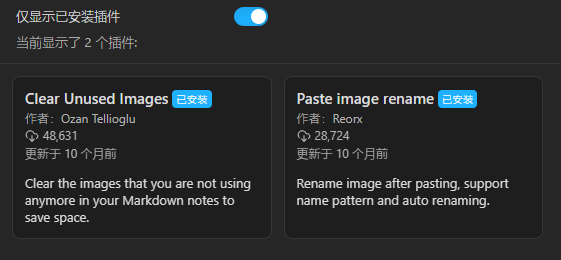 仅显示已安装插件
当前显示了 2 个插件:
Clear Unused Images 已安装
作者：Ozan Tellioglu
48,631
更新于 10 个月前
Clear the images that you are not using
anymore in your Markdown notes to
save space.
Paste image rename 已安装
作者：Reorx
28,724
更新于 10 个月前
Rename image after pasting, support
name pattern and auto renaming.